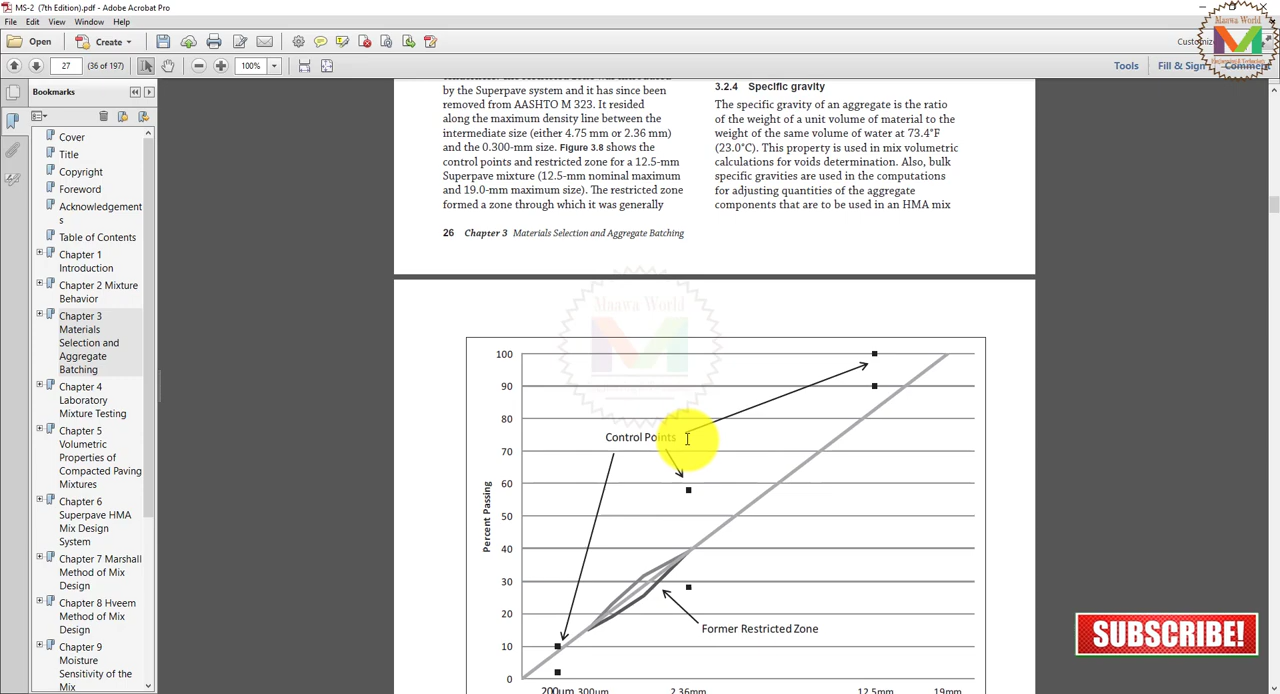 MS-2 (7th Edition).pdf - Adobe Acrobat Pro
File Edit View Window Help
Open Create Customize
27 (36 of 197) 100% Tools Fill & Sign Comment
Bookmarks
Cover
Title
Copyright
Foreword
Acknowledgement
s
Table of Contents
Chapter 1
Introduction
Chapter 2 Mixture
Behavior
Chapter 3
Materials
Selection and
Aggregate
Batching
Chapter 4
Laboratory
Mixture Testing
Chapter 5
Volumetric
Properties of
Compacted Paving
Mixtures
Chapter 6
Superpave HMA
Mix Design
System
Chapter 7 Marshall
Method of Mix
Design
Chapter 8 Hveem
Method of Mix
Design
Chapter 9
Moisture
Sensitivity of the
Mix
by the Superpave system and it has since been
removed from AASHTO M 323. It resided
along the maximum density line between the
intermediate size (either 4.75 mm or 2.36 mm)
and the 0.300-mm size. Figure 3.8 shows the
control points and restricted zone for a 12.5-mm
Superpave mixture (12.5-mm nominal maximum
and 19.0-mm maximum size). The restricted zone
formed a zone through which it was generally
26 Chapter 3 Materials Selection and Aggregate Batching
3.2.4 Specific gravity
The specific gravity of an aggregate is the ratio
of the weight of a unit volume of material to the
weight of the same volume of water at 73.4°F
(23.0°C). This property is used in mix volumetric
calculations for voids determination. Also, bulk
specific gravities are used in the computations
for adjusting quantities of the aggregate
components that are to be used in an HMA mix
100
90
80
70
60
50
40
30
20
10
0
Percent Passing
Control Points
Former Restricted Zone
200um 300um 2.36mm 12.5mm 19mm
Maawa World
Maawa World
SUBSCRIBE!